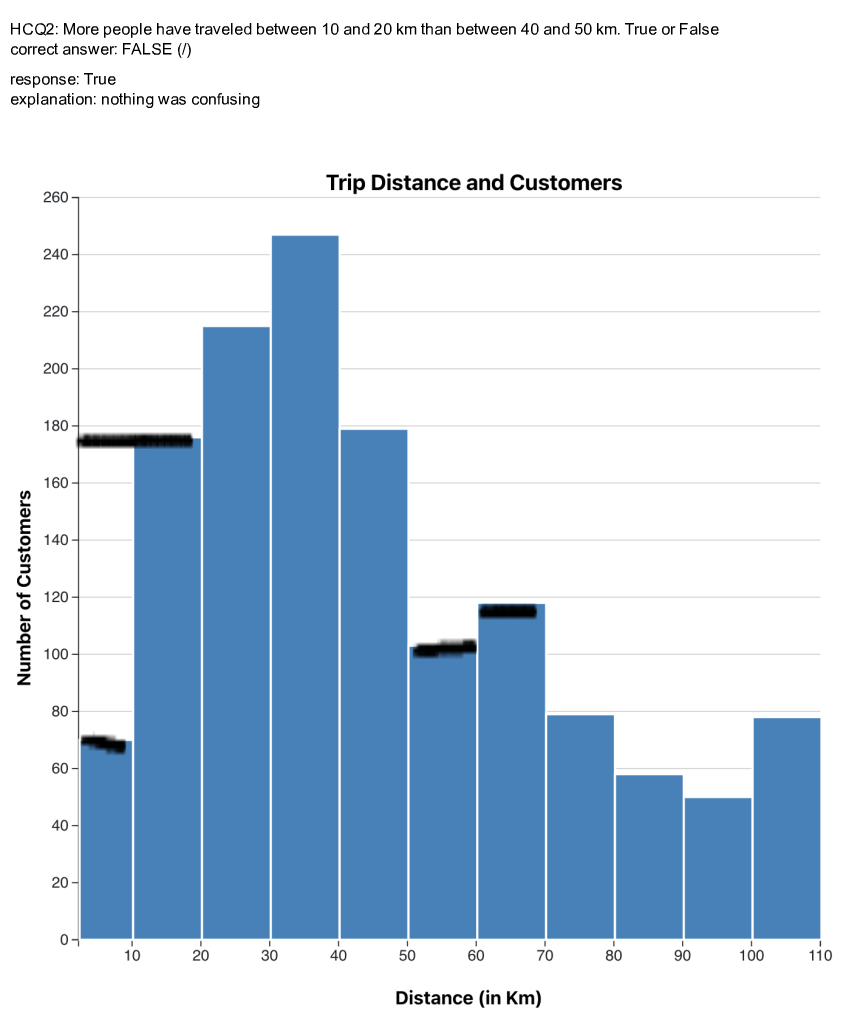 HCQ2: More people have traveled between 10 and 20 km than between 40 and 50 km. True or False
correct answer: FALSE (/)
response: True
explanation: nothing was confusing
Trip Distance and Customers
260
240
220
200
180
160
140
120
100
80
60
40
20
0
Number of Customers
10 20 30 40 50 60 70 80 90 100 110
Distance (in Km)